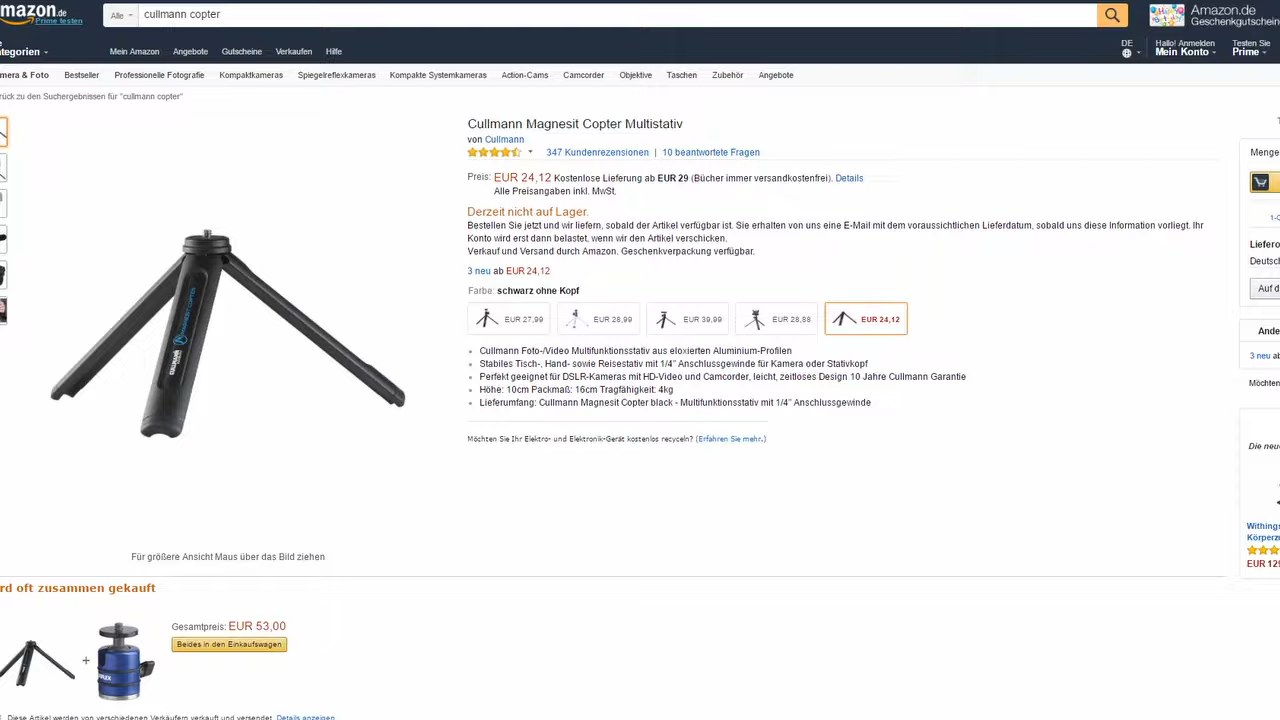 mazon.de
Prime testen
Alle
cullmann copter
Amazon.de
Geschenkgutschein
ategorien
Mein Amazon Angebote Gutscheine Verkaufen Hilfe
DE
Hallo! Anmelden
Mein Konto
Testen Sie
Prime
mera & Foto Bestseller Professionelle Fotografie Kompaktkameras Spiegelreflexkameras Kompakte Systemkameras Action-Cams Camcorder Objektive Taschen Zubehör Angebote
rück zu den Suchergebnissen für "cullmann copter"
Cullmann Magnesit Copter Multistativ
von Cullmann
347 Kundenrezensionen | 10 beantwortete Fragen
Preis: EUR 24,12 Kostenlose Lieferung ab EUR 29 (Bücher immer versandkostenfrei). Details
Alle Preisangaben inkl. MwSt.
Derzeit nicht auf Lager.
Bestellen Sie jetzt und wir liefern, sobald der Artikel verfügbar ist. Sie erhalten von uns eine E-Mail mit dem voraussichtlichen Lieferdatum, sobald uns diese Information vorliegt. Ihr
Konto wird erst dann belastet, wenn wir den Artikel verschicken.
Verkauf und Versand durch Amazon. Geschenkverpackung verfügbar.
3 neu ab EUR 24,12
Farbe: schwarz ohne Kopf
EUR 27,99 EUR 28,99 EUR 39,99 EUR 28,88 EUR 24,12
Cullmann Foto-/Video Multifunktionsstativ aus eloxierten Aluminium-Profilen
Stabiles Tisch-, Hand- sowie Reisestativ mit 1/4" Anschlussgewinde für Kamera oder Stativkopf
Perfekt geeignet für DSLR-Kameras mit HD-Video und Camcorder, leicht, zeitloses Design 10 Jahre Cullmann Garantie
Höhe: 10cm Packmaß: 16cm Tragfähigkeit: 4kg
Lieferumfang: Cullmann Magnesit Copter black - Multifunktionsstativ mit 1/4" Anschlussgewinde
Möchten Sie Ihr Elektro- und Elektronik-Gerät kostenlos recyceln? (Erfahren Sie mehr.)
MAGNESIT COPTER
CULLMANN
Für größere Ansicht Maus über das Bild ziehen
Menge
Liefero
Deutsch
Auf d
Ande
3 neu ab
Möchten
Die neue
Withings
Körperzu
EUR 129
rd oft zusammen gekauft
Gesamtpreis: EUR 53,00
Beides in den Einkaufswagen
+
Diese Artikel werden von verschiedenen Verkäufern verkauft und versendet. Details anzeigen